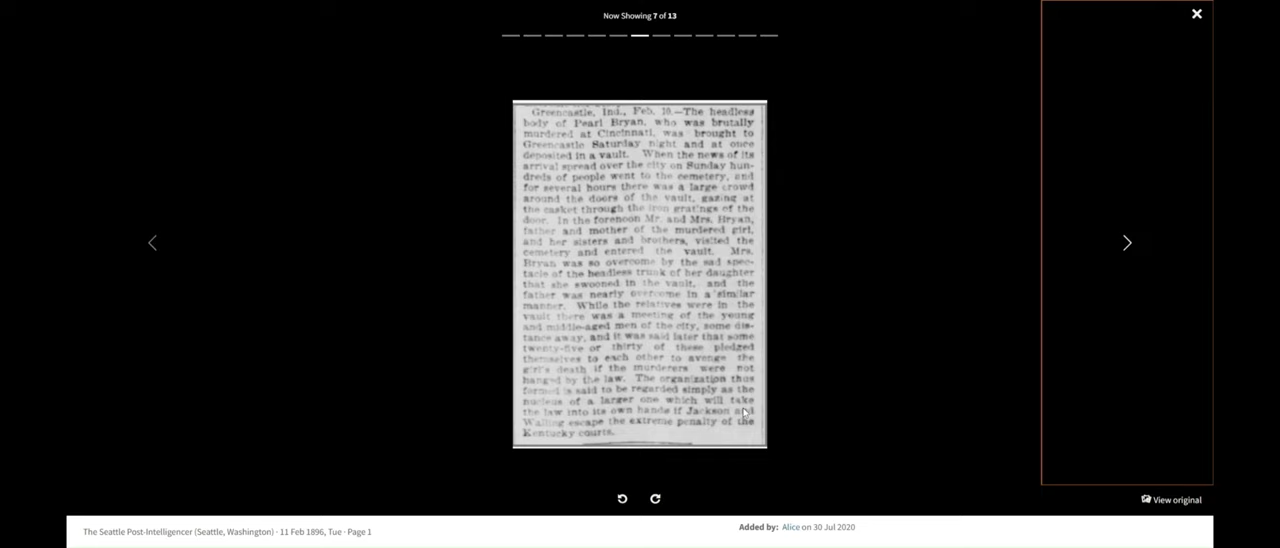 Now Showing 7 of 13
Greencastle, Ind., Feb. 10.—The headless
body of Pearl Bryan, who was brutally
murdered at Cincinnati, was brought to
Greencastle Saturday night and at once
deposited in a vault. When the news of its
arrival spread over the city on Sunday hun-
dreds of people went to the cemetery, and
for several hours there was a large crowd
around the doors of the vault, gazing at
the casket through the iron gratings of the
door. In the forenoon Mr. and Mrs. Bryan,
father and mother of the murdered girl,
and her sisters and brothers, visited the
cemetery and entered the vault. Mrs.
Bryan was so overcome by the sad spec-
tacle of the headless trunk of her daughter
that she swooned in the vault, and the
father was nearly overcome in a similar
manner. While the relatives were in the
vault there was a meeting of the young
and middle-aged men of the city, some dis-
tance away, and it was said later that some
twenty-five or thirty of these pledged
themselves to each other to avenge the
girl's death if the murderers were not
hanged by the law. The organization thus
formed is said to be regarded simply as the
nucleus of a larger one which will take
the law into its own hands if Jackson and
Walling escape the extreme penalty of the
Kentucky courts.
View original
The Seattle Post-Intelligencer (Seattle, Washington) · 11 Feb 1896, Tue · Page 1
Added by: Alice on 30 Jul 2020